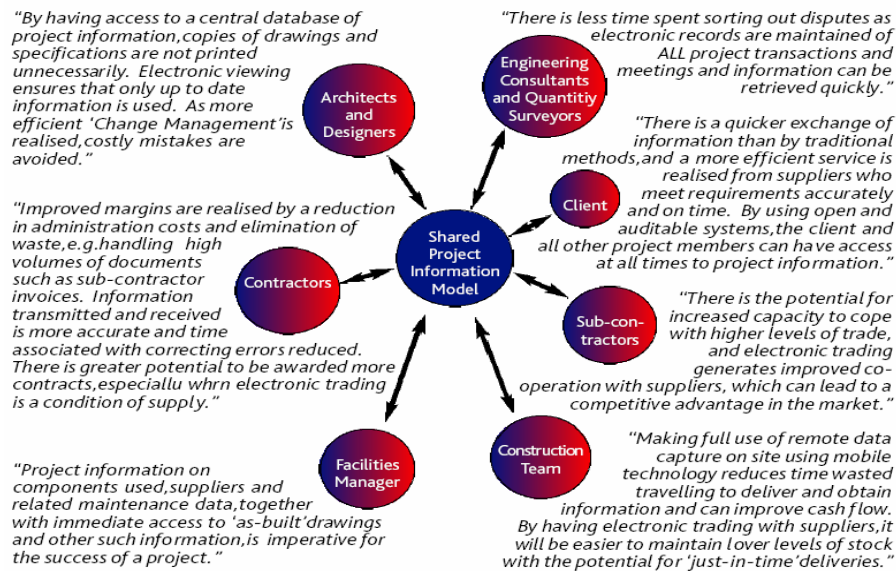 “By having access to a central database of
project information,copies of drawings and
specifications are not printed
unnecessarily. Electronic viewing
ensures that only up to date
information is used. As more
efficient ‘Change Management’is
realised,costly mistakes are
avoided.”
Architects
and
Designers
Engineering
Consultants
and Quantitiy
Surveyors
“There is less time spent sorting out disputes as
electronic records are maintained of
ALL project transactions and
meetings and information can be
retrieved quickly.”
“There is a quicker exchange of
information than by traditional
methods,and a more efficient service is
realised from suppliers who
meet requirements accurately
and on time. By using open and
auditable systems,the client and
all other project members can have access
at all times to project information.”
Client
Shared
Project
Information
Model
“Improved margins are realised by a reduction
in administration costs and elimination of
waste,e.g.handling high
volumes of documents
such as sub-contractor
invoices. Information
transmitted and received
is more accurate and time
associated with correcting errors reduced.
There is greater potential to be awarded more
contracts,especiallu whrn electronic trading
is a condition of supply.”
Contractors
Sub-con-
tractors
“There is the potential for
increased capacity to cope
with higher levels of trade,
and electronic trading
generates improved co-
operation with suppliers, which can lead to a
competitive advantage in the market.”
Facilities
Manager
Construction
Team
“Project information on
components used,suppliers and
related maintenance data,together
with immediate access to ‘as-built’drawings
and other such information,is imperative for
the success of a project.”
“Making full use of remote data
capture on site using mobile
technology reduces time wasted
travelling to deliver and obtain
information and can improve cash flow.
By having electronic trading with suppliers,it
will be easier to maintain lover levels of stock
with the potential for ‘just-in-time’deliveries.”